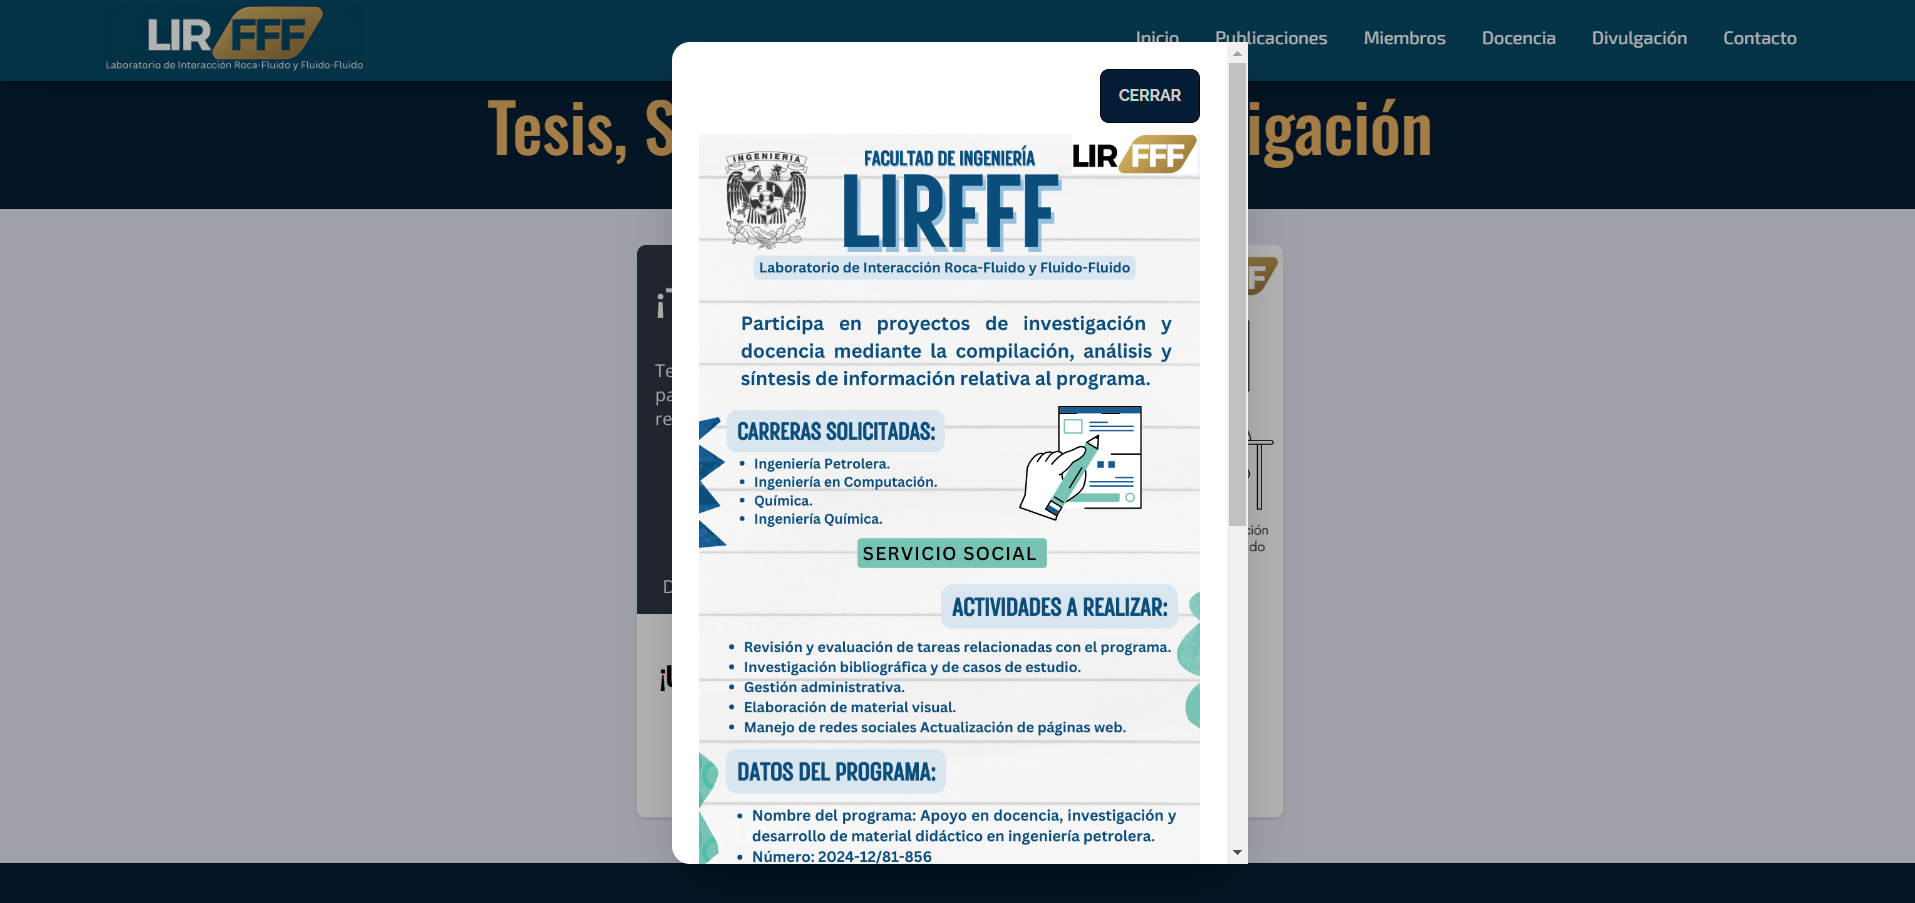 LIR FFF
Laboratorio de Interacción Roca-Fluido y Fluido-Fluido
Inicio Publicaciones Miembros Docencia Divulgación Contacto
Tesis, S
igación
CERRAR
INGENIERIA
FACULTAD DE INGENIERÍA
LIR FFF
LIRFFF
Laboratorio de Interacción Roca-Fluido y Fluido-Fluido
Participa en proyectos de investigación y
docencia mediante la compilación, análisis y
síntesis de información relativa al programa.
CARRERAS SOLICITADAS:
• Ingeniería Petrolera.
• Ingeniería en Computación.
• Química.
• Ingeniería Química.
SERVICIO SOCIAL
ACTIVIDADES A REALIZAR:
• Revisión y evaluación de tareas relacionadas con el programa.
• Investigación bibliográfica y de casos de estudio.
• Gestión administrativa.
• Elaboración de material visual.
• Manejo de redes sociales Actualización de páginas web.
DATOS DEL PROGRAMA:
• Nombre del programa: Apoyo en docencia, investigación y
desarrollo de material didáctico en ingeniería petrolera.
• Número: 2024-12/81-856
Te
pa
re
F
ción
do